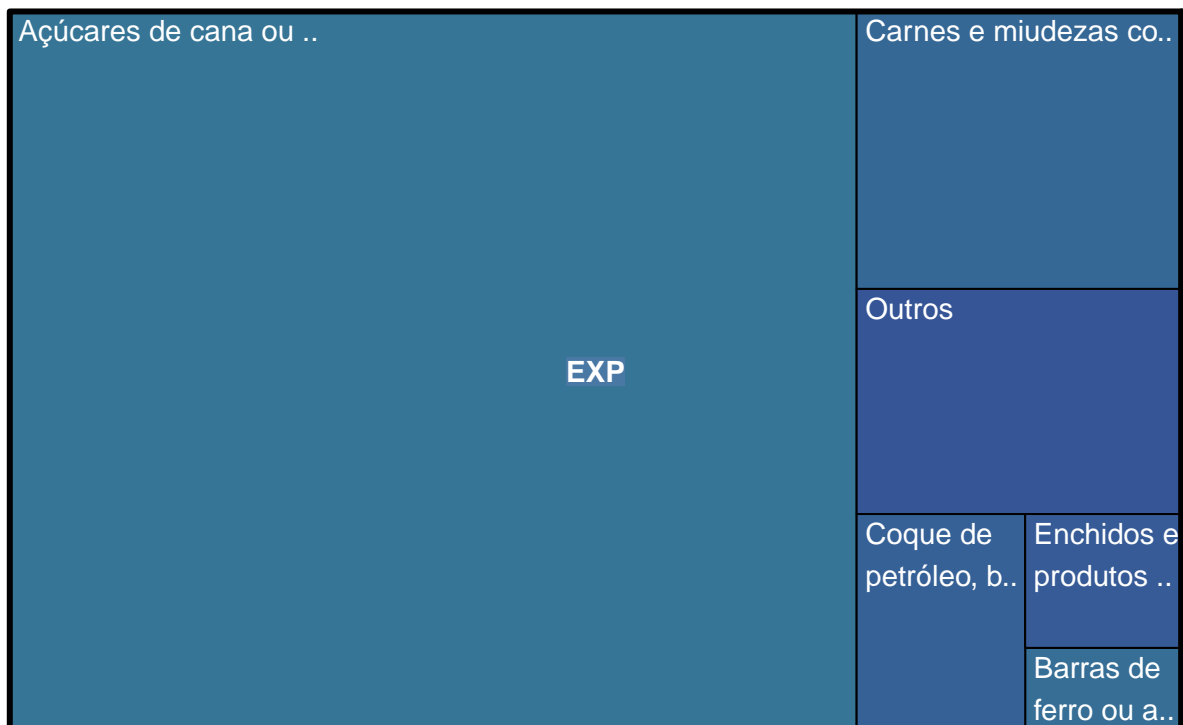 Açúcares de cana ou ..
Carnes e miudezas co..
Outros
EXP
Coque de
petróleo, b..
Enchidos e
produtos ..
Barras de
ferro ou a..